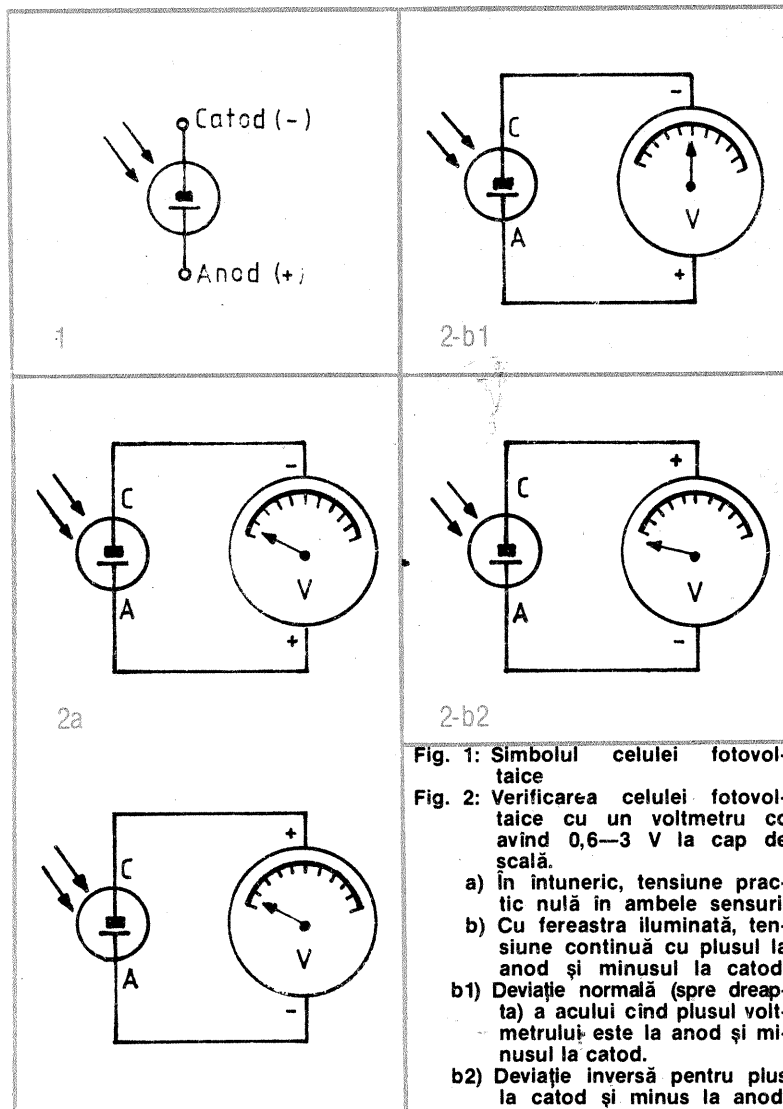 Catod (-)
Anod (+)
1
-
C
A
V
+
2-b1
-
C
A
V
+
2a
+
C
A
V
-
2-b2
+
C
A
V
-
Fig. 1: Simbolul celulei fotovol-
taice
Fig. 2: Verificarea celulei fotovol-
taice cu un voltmetru cc
avînd 0,6—3 V la cap de
scală.
a) În întuneric, tensiune prac-
tic nulă în ambele sensuri
b) Cu fereastra iluminată, ten-
siune continuă cu plusul la
anod și minusul la catod
b1) Deviație normală (spre dreap-
ta) a acului cînd plusul volt-
metrului este la anod și mi-
nusul la catod.
b2) Deviație inversă pentru plus
la catod și minus la anod